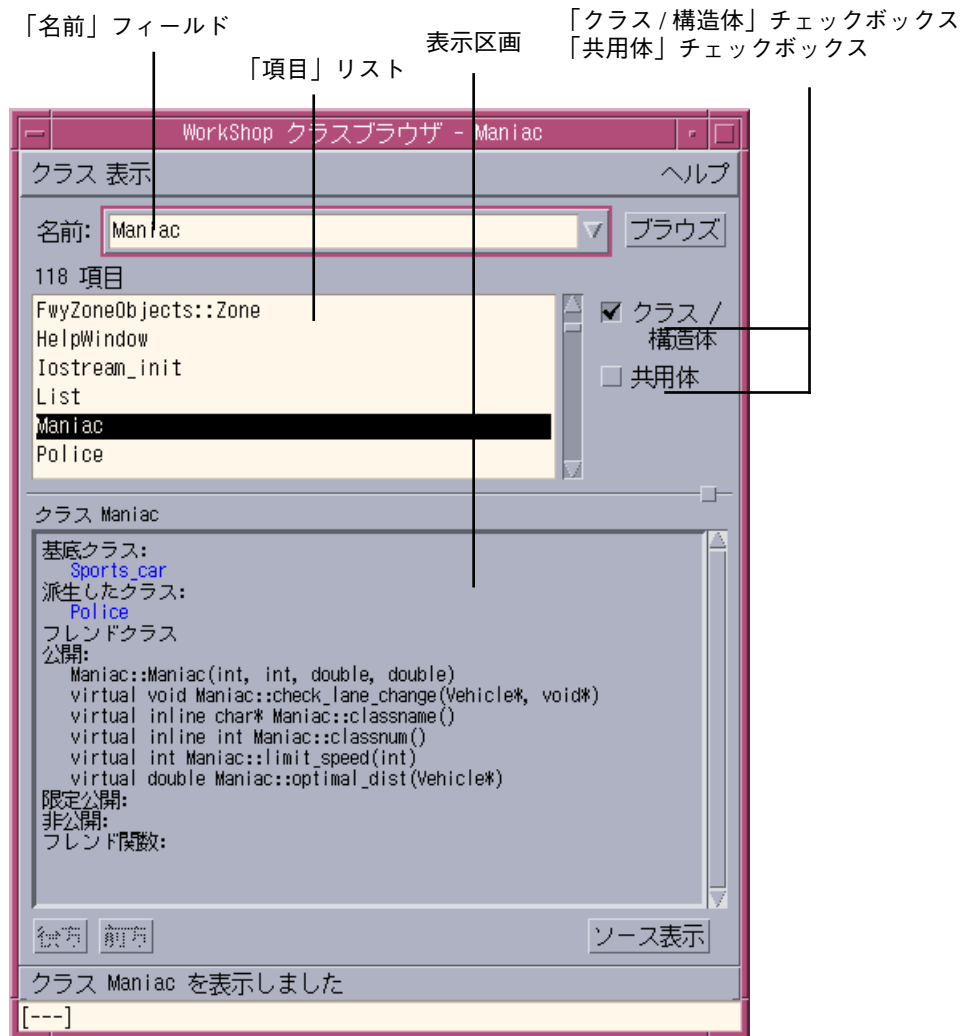 「名前」フィールド
「項目」リスト
表示区画
「クラス / 構造体」チェックボックス
「共用体」チェックボックス
WorkShop クラスブラウザ - Maniac
クラス 表示 ヘルプ
名前: Maniac ブラウズ
118 項目
FwyZoneObjects::Zone
HelpWindow
Iostream_init
List
Maniac
Police
クラス /
構造体
共用体
クラス Maniac
基底クラス:
Sports_car
派生したクラス:
Police
フレンドクラス
公開:
Maniac::Maniac(int, int, double, double)
virtual void Maniac::check_lane_change(Vehicle*, void*)
virtual inline char* Maniac::classname()
virtual inline int Maniac::classnum()
virtual int Maniac::limit_speed(int)
virtual double Maniac::optimal_dist(Vehicle*)
限定公開:
非公開:
フレンド関数:
後方 前方 ソース表示
クラス Maniac を表示しました
[---]